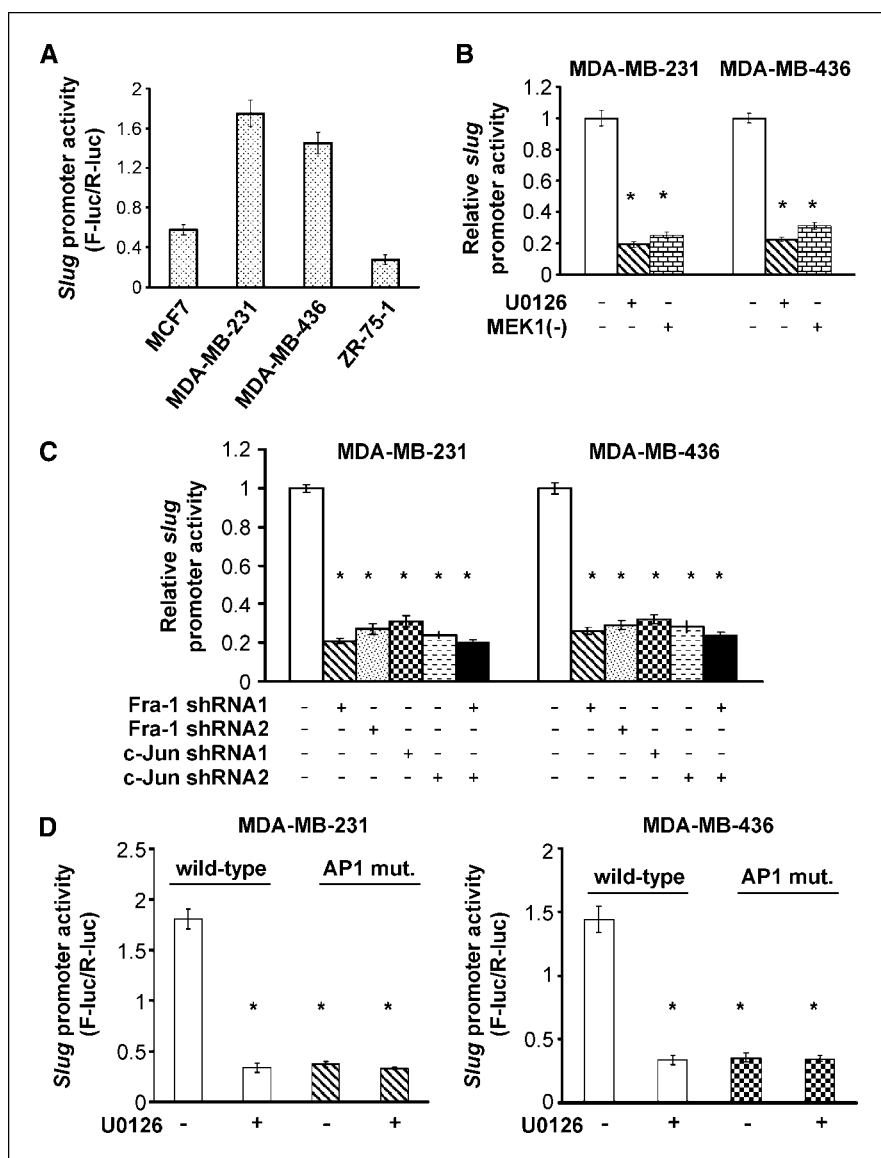 A
Slug promoter activity
(F-luc/R-luc)
2
1.6
1.2
0.8
0.4
0
MCF7
MDA-MB-231
MDA-MB-436
ZR-75-1
B
MDA-MB-231 MDA-MB-436
Relative slug
promoter activity
1.2
1
0.8
0.6
0.4
0.2
0
* * * *
U0126 - + - - + -
MEK1(-) - - + - - +
C
MDA-MB-231 MDA-MB-436
Relative slug
promoter activity
1.2
1
0.8
0.6
0.4
0.2
0
* * * * * * * * * *
Fra-1 shRNA1 - + - - - + - + - - - +
Fra-1 shRNA2 - - + - - - - - + - - -
c-Jun shRNA1 - - - + - - - - - + - -
c-Jun shRNA2 - - - - + + - - - - + +
D
MDA-MB-231
Slug promoter activity
(F-luc/R-luc)
2.5
2
1.5
1
0.5
0
wild-type AP1 mut.
* * *
U0126 - + - +
MDA-MB-436
Slug promoter activity
(F-luc/R-luc)
2
1.5
1
0.5
0
wild-type AP1 mut.
* * *
U0126 - + - +